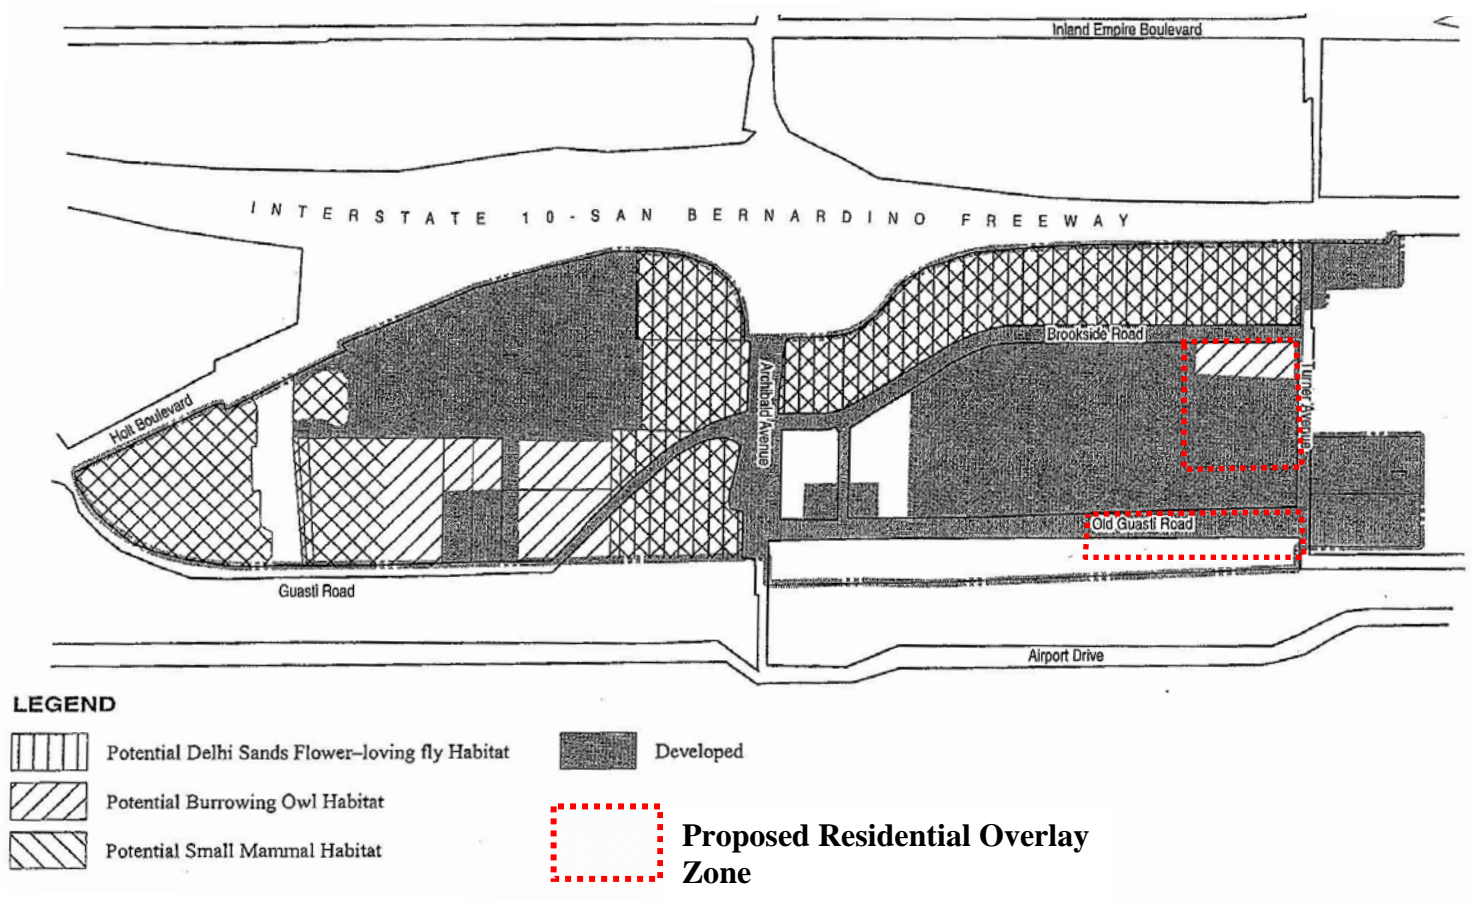 Inland Empire Boulevard
INTERSTATE 10-SAN BERNARDINO FREEWAY
Brookside Road
Archibald Avenue
Turner Avenue
Holt Boulevard
Old Guasti Road
Guasti Road
Airport Drive
LEGEND
Potential Delhi Sands Flower–loving fly Habitat
Developed
Potential Burrowing Owl Habitat
Potential Small Mammal Habitat
Proposed Residential Overlay
Zone